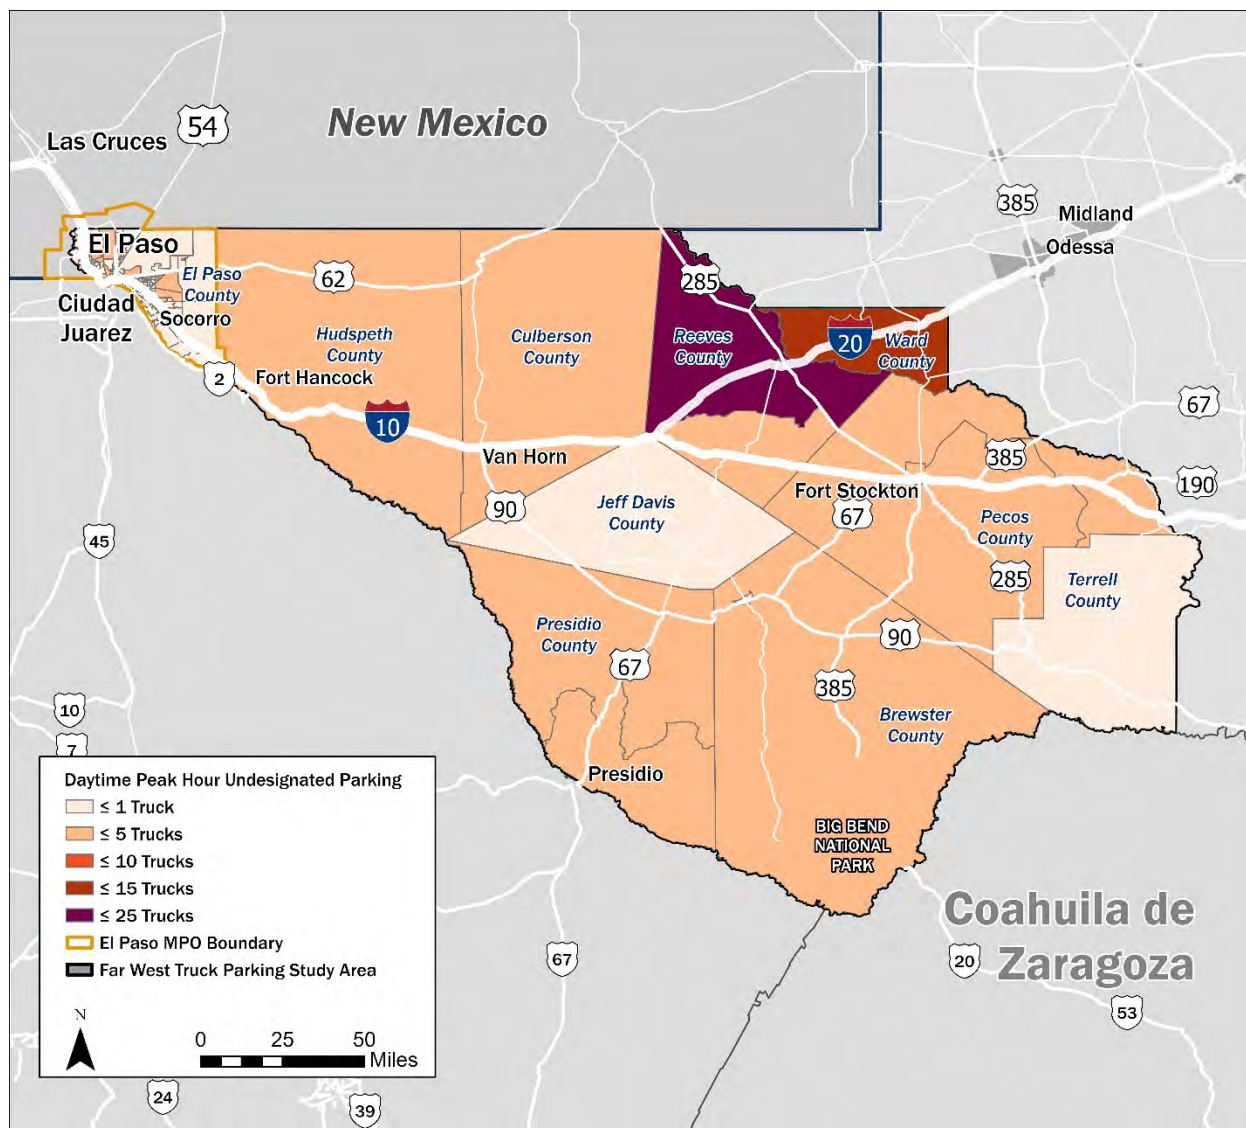 New Mexico
54
Las Cruces
385
Midland
Odessa
El Paso
El Paso
County
62
285
Ciudad
Juarez
Socorro
Hudspeth
County
Culberson
County
Reeves
County
20
Ward
County
2
Fort Hancock
10
67
Van Horn
385
190
Fort Stockton
90
Jeff Davis
County
67
Pecos
County
45
285
Terrell
County
Presidio
County
90
67
385
10
7
Brewster
County
Presidio
BIG BEND
NATIONAL
PARK
Coahuila de
Zaragoza
67
20
53
24
39
Daytime Peak Hour Undesignated Parking
≤ 1 Truck
≤ 5 Trucks
≤ 10 Trucks
≤ 15 Trucks
≤ 25 Trucks
El Paso MPO Boundary
Far West Truck Parking Study Area
N
0 25 50
Miles